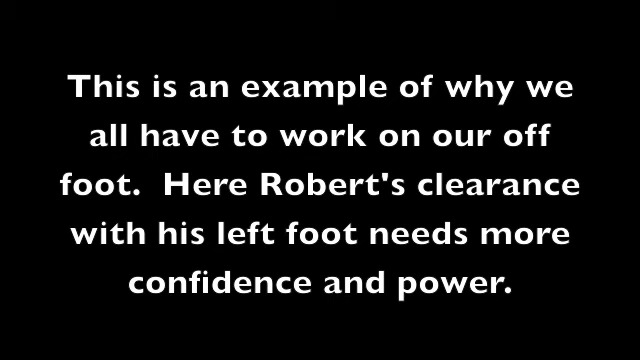 This is an example of why we
all have to work on our off
foot.  Here Robert's clearance
with his left foot needs more
confidence and power.